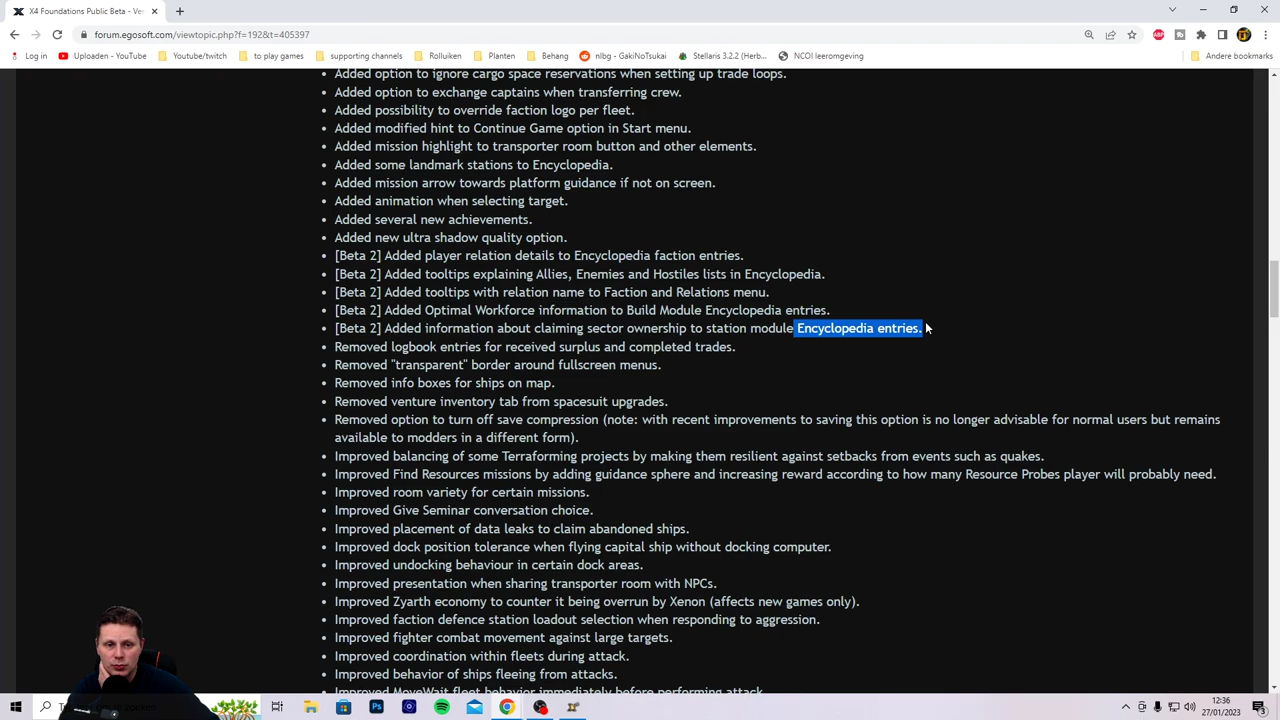 X4 Foundations Public Beta - Ver
forum.egosoft.com/viewtopic.php?f=192&t=405397
Log in
Uploaden - YouTube
Youtube/twitch
to play games
supporting channels
Rolluiken
Planten
Behang
nlbg - GakiNoTsukai
Stellaris 3.2.2 (Herb...
NCOI leeromgeving
Andere bookmarks
• Added option to ignore cargo space reservations when setting up trade loops.
• Added option to exchange captains when transferring crew.
• Added possibility to override faction logo per fleet.
• Added modified hint to Continue Game option in Start menu.
• Added mission highlight to transporter room button and other elements.
• Added some landmark stations to Encyclopedia.
• Added mission arrow towards platform guidance if not on screen.
• Added animation when selecting target.
• Added several new achievements.
• Added new ultra shadow quality option.
• [Beta 2] Added player relation details to Encyclopedia faction entries.
• [Beta 2] Added tooltips explaining Allies, Enemies and Hostiles lists in Encyclopedia.
• [Beta 2] Added tooltips with relation name to Faction and Relations menu.
• [Beta 2] Added Optimal Workforce information to Build Module Encyclopedia entries.
• [Beta 2] Added information about claiming sector ownership to station module Encyclopedia entries.
• Removed logbook entries for received surplus and completed trades.
• Removed "transparent" border around fullscreen menus.
• Removed info boxes for ships on map.
• Removed venture inventory tab from spacesuit upgrades.
• Removed option to turn off save compression (note: with recent improvements to saving this option is no longer advisable for normal users but remains
available to modders in a different form).
• Improved balancing of some Terraforming projects by making them resilient against setbacks from events such as quakes.
• Improved Find Resources missions by adding guidance sphere and increasing reward according to how many Resource Probes player will probably need.
• Improved room variety for certain missions.
• Improved Give Seminar conversation choice.
• Improved placement of data leaks to claim abandoned ships.
• Improved dock position tolerance when flying capital ship without docking computer.
• Improved undocking behaviour in certain dock areas.
• Improved presentation when sharing transporter room with NPCs.
• Improved Zyarth economy to counter it being overrun by Xenon (affects new games only).
• Improved faction defence station loadout selection when responding to aggression.
• Improved fighter combat movement against large targets.
• Improved coordination within fleets during attack.
• Improved behavior of ships fleeing from attacks.
• Improved MoveWait fleet behavior immediately before performing attack.
12:36
27/01/2023